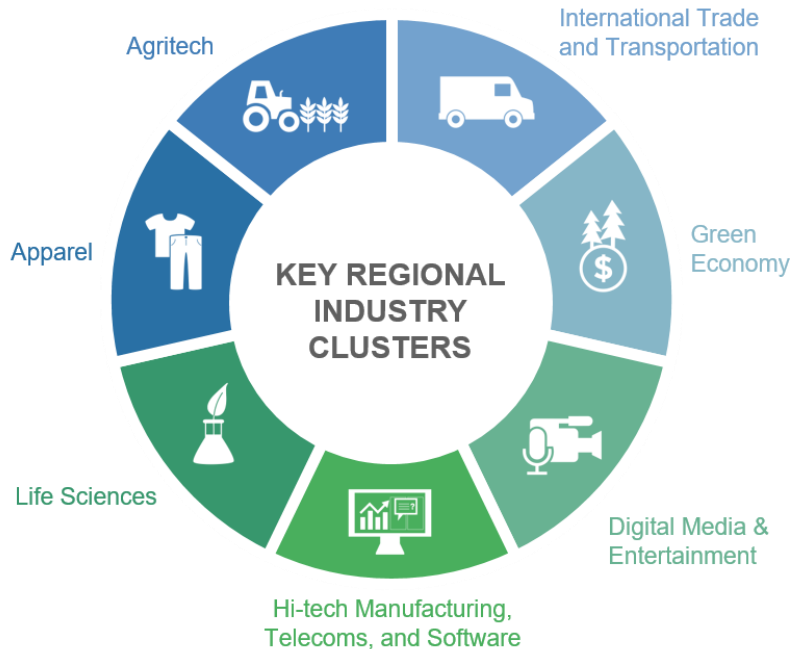 Agritech
International Trade
and Transportation
Apparel
KEY REGIONAL
INDUSTRY
CLUSTERS
$
Green
Economy
Life Sciences
Digital Media &
Entertainment
Hi-tech Manufacturing,
Telecoms, and Software